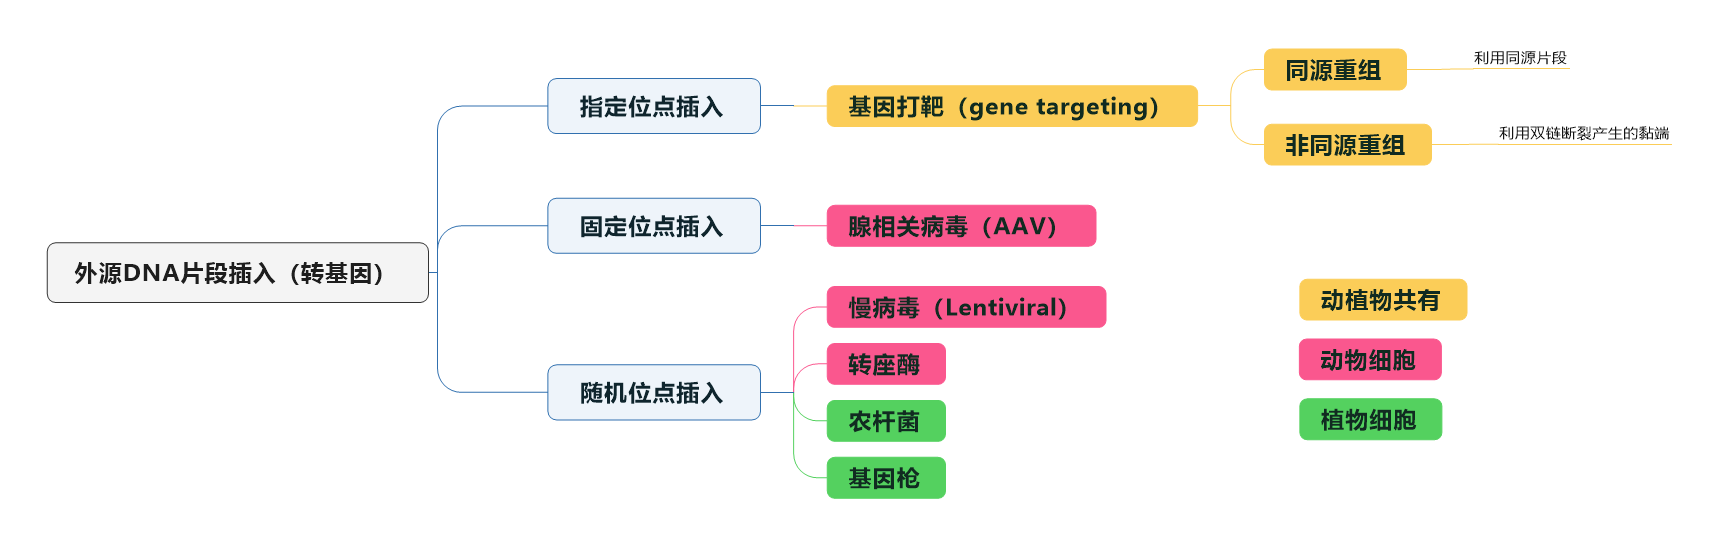 外源DNA片段插入（转基因）
指定位点插入
基因打靶（gene targeting）
同源重组
利用同源片段
非同源重组
利用双链断裂产生的黏端
固定位点插入
腺相关病毒（AAV）
随机位点插入
慢病毒（Lentiviral）
转座酶
农杆菌
基因枪
动植物共有
动物细胞
植物细胞